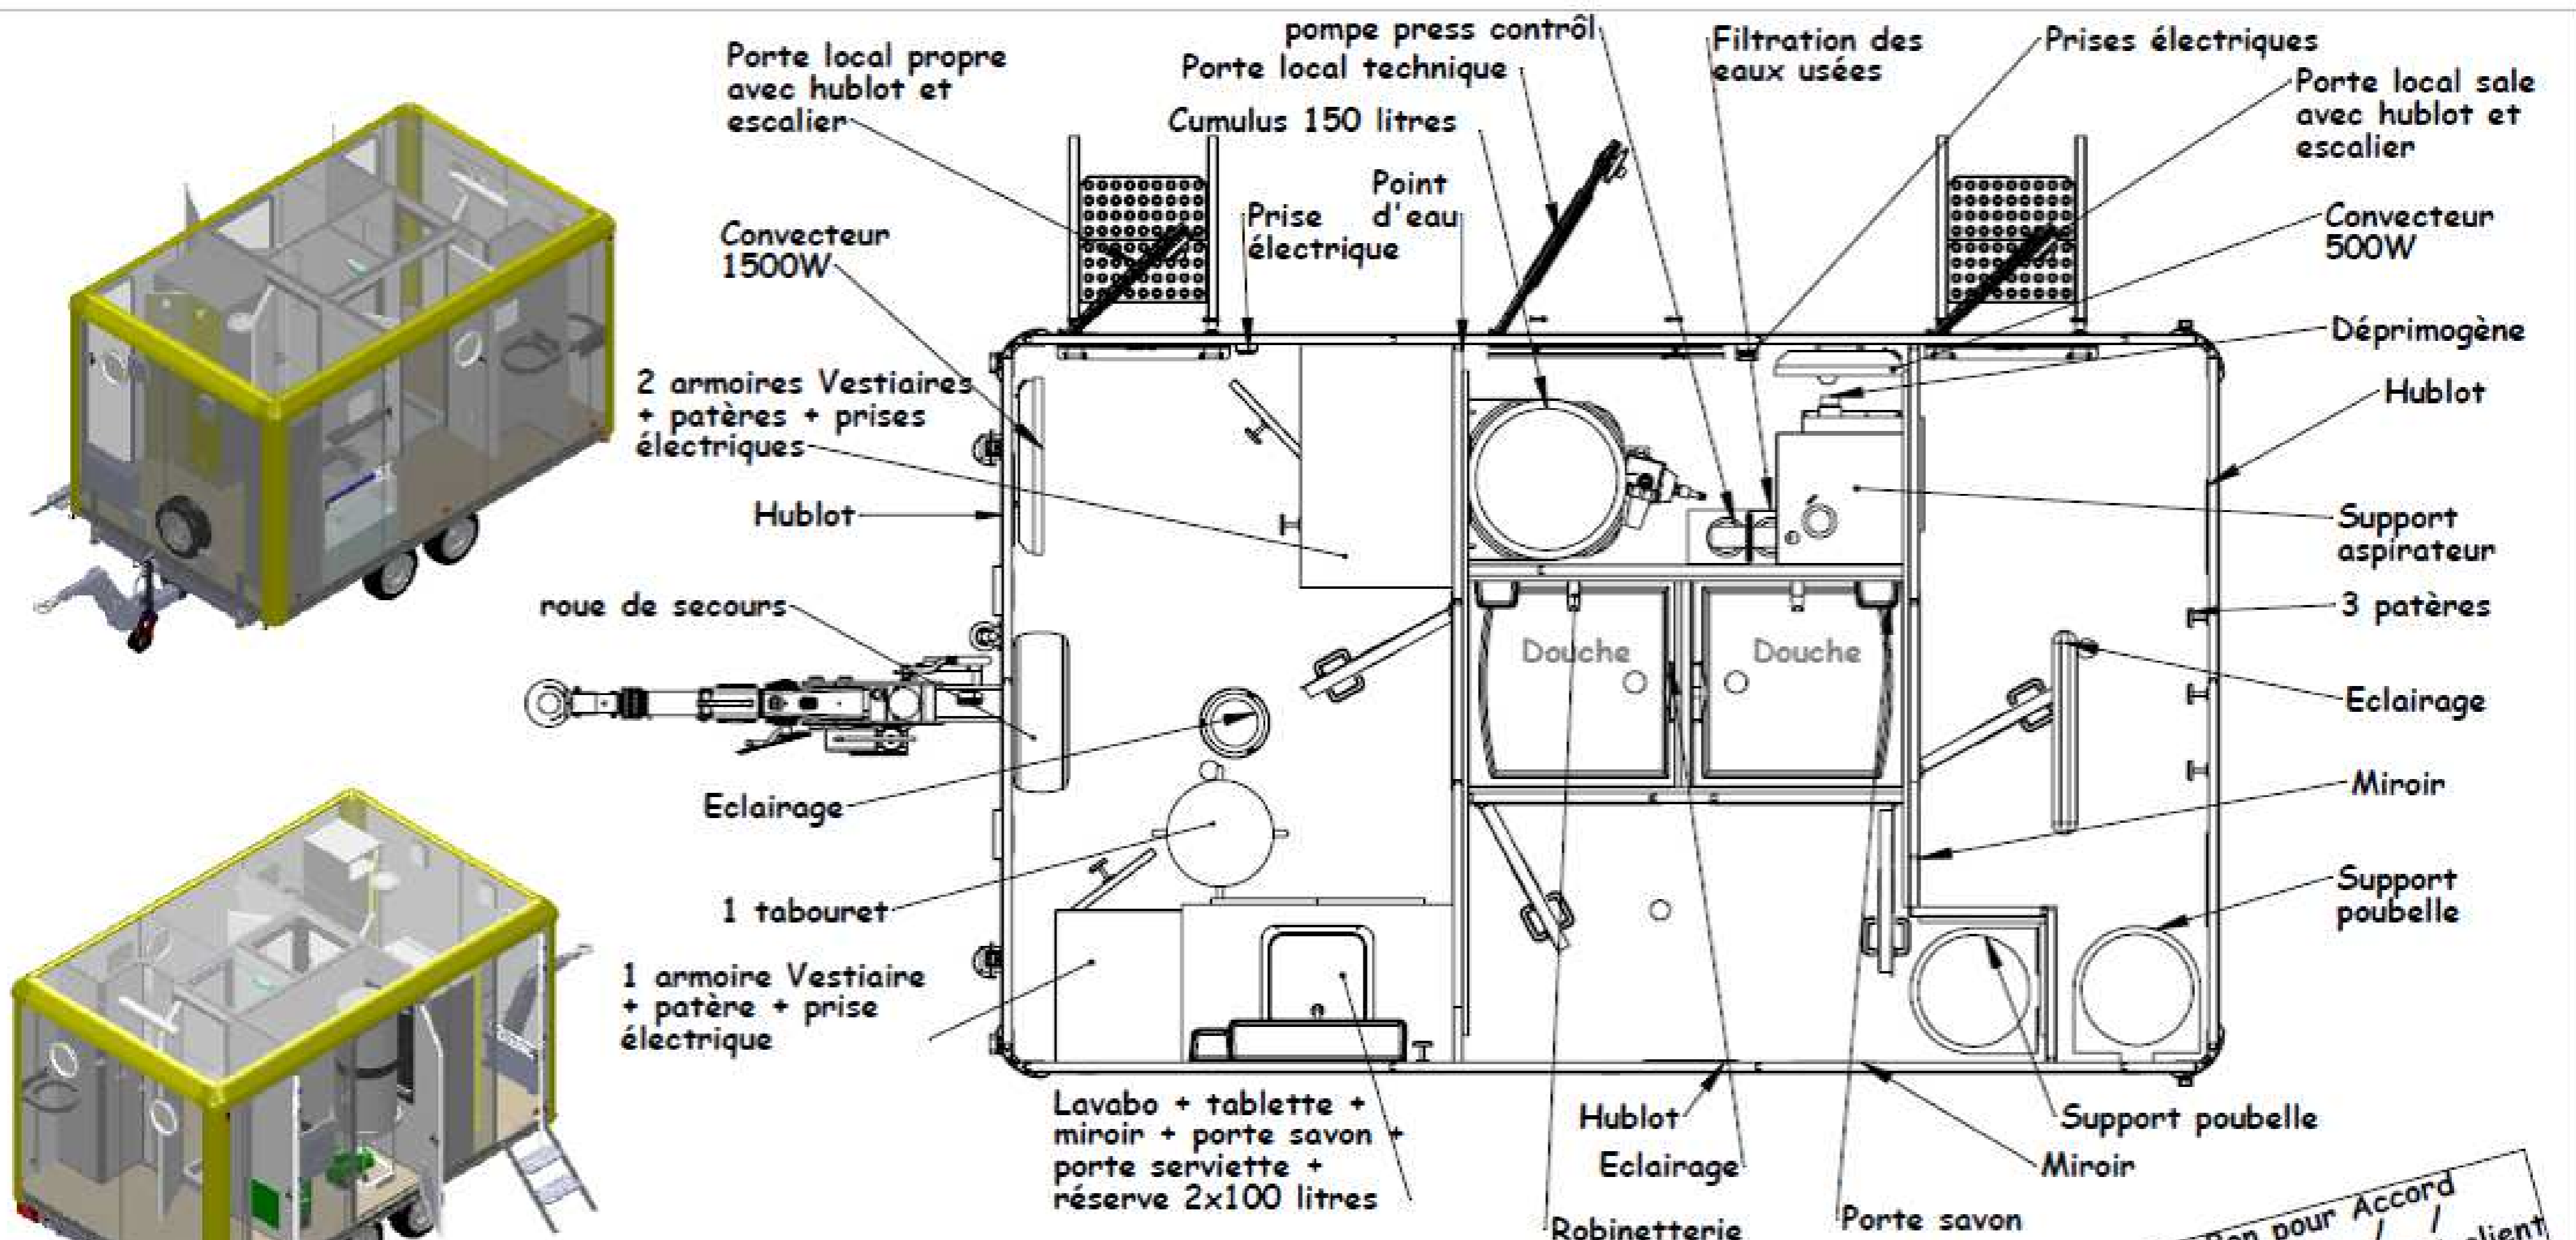 pompe press contrôl
Porte local propre
avec hublot et
escalier
Porte local technique
Filtration des
eaux usées
Prises électriques
Porte local sale
avec hublot et
escalier
Cumulus 150 litres
Point
d'eau
Prise
électrique
Convecteur
1500W
Convecteur
500W
Déprimogène
2 armoires Vestiaires
+ patères + prises
électriques
Hublot
Hublot
Support
aspirateur
roue de secours
3 patères
Douche
Douche
Eclairage
Eclairage
Miroir
1 tabouret
Support
poubelle
1 armoire Vestiaire
+ patère + prise
électrique
Lavabo + tablette +
miroir + porte savon +
porte serviette +
réserve 2x100 litres
Hublot
Support poubelle
Eclairage
Miroir
Robinetterie
Porte savon
Bon pour Accord
/ /
client